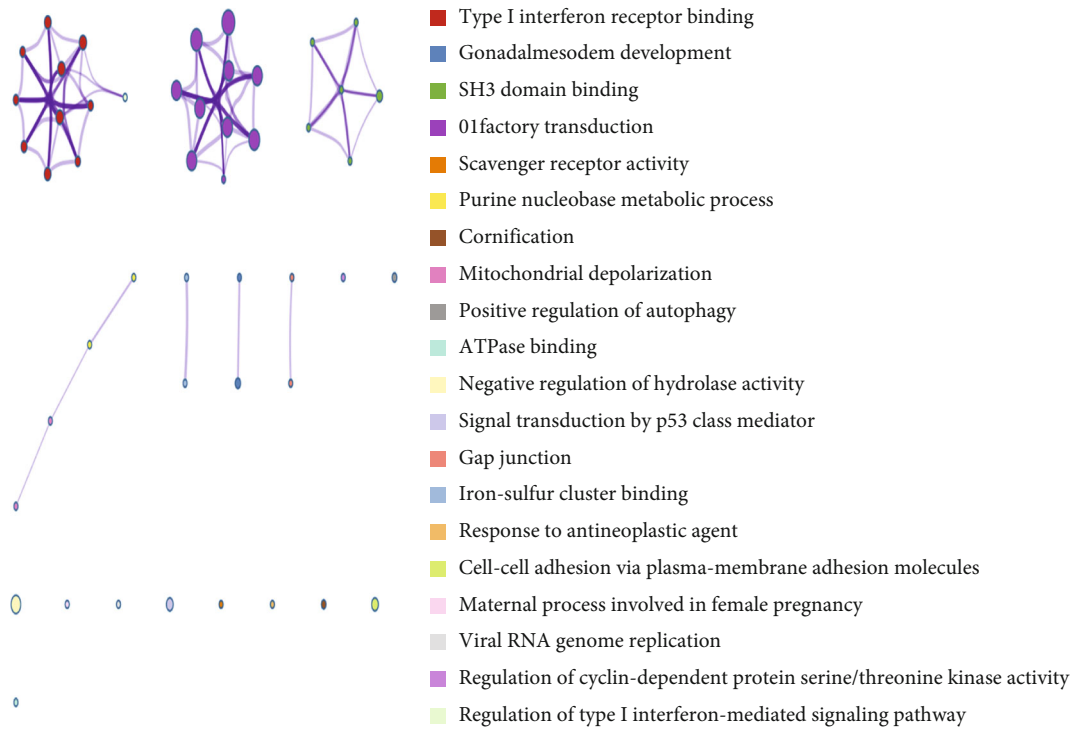 Type I interferon receptor binding
Gonadalmesodem development
SH3 domain binding
01factory transduction
Scavenger receptor activity
Purine nucleobase metabolic process
Cornification
Mitochondrial depolarization
Positive regulation of autophagy
ATPase binding
Negative regulation of hydrolase activity
Signal transduction by p53 class mediator
Gap junction
Iron-sulfur cluster binding
Response to antineoplastic agent
Cell-cell adhesion via plasma-membrane adhesion molecules
Maternal process involved in female pregnancy
Viral RNA genome replication
Regulation of cyclin-dependent protein serine/threonine kinase activity
Regulation of type I interferon-mediated signaling pathway